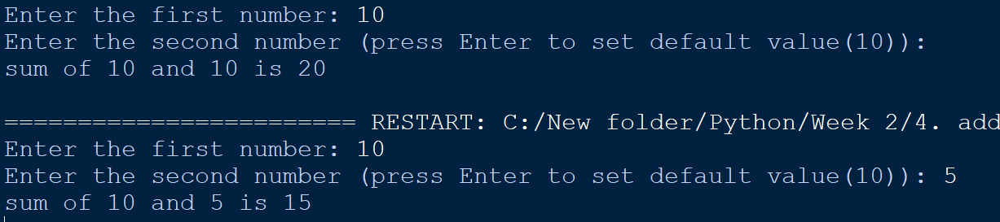 Enter the first number: 10
Enter the second number (press Enter to set default value(10)):
sum of 10 and 10 is 20
======================== RESTART: C:/New folder/Python/Week 2/4. add
Enter the first number: 10
Enter the second number (press Enter to set default value(10)): 5
sum of 10 and 5 is 15